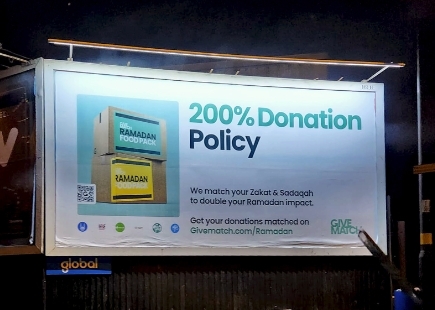 200% Donation
Policy
RAMADAN
FOOD PACK
RAMADAN
We match your Zakat & Sadaqah
to double your Ramadan impact.
Get your donations matched on
Givematch.com/Ramadan
GIVE
MATCH
global